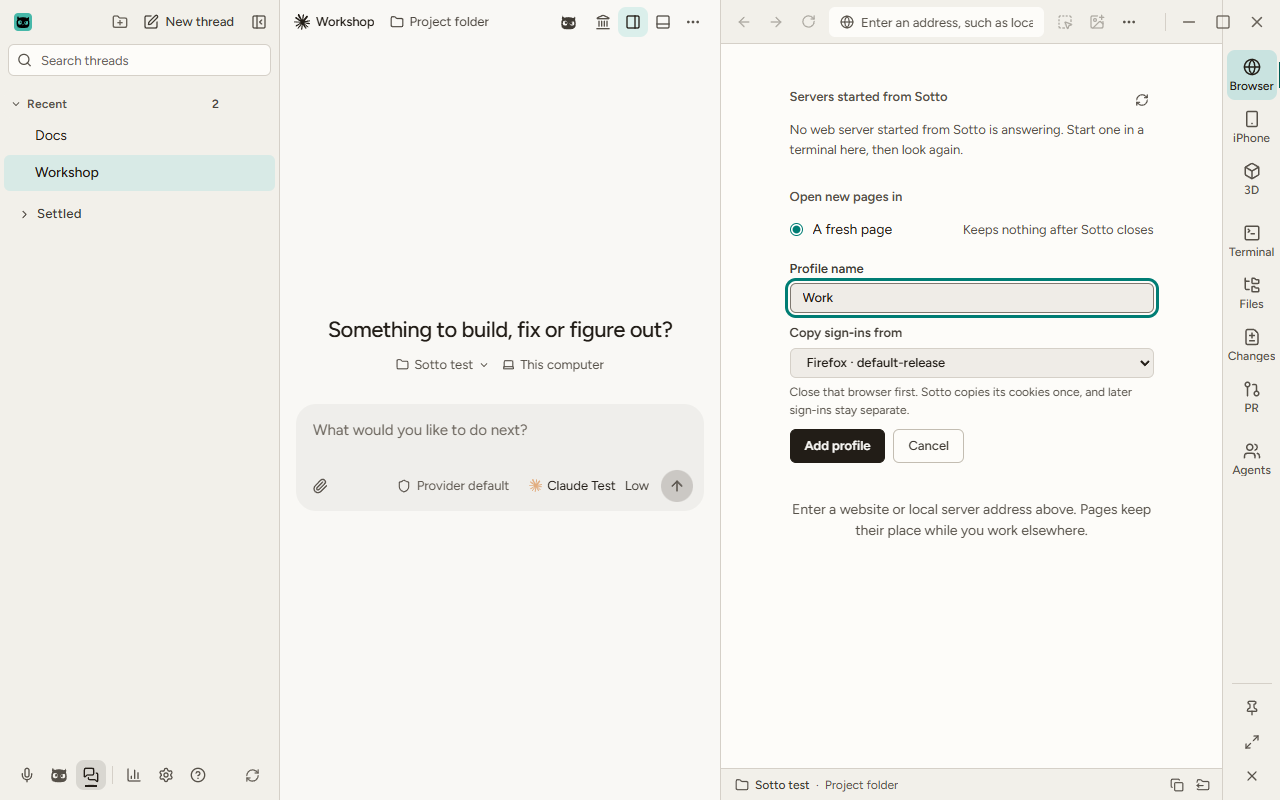 New thread
Search threads
Recent 2
Docs
Workshop
Settled
Workshop Project folder
Something to build, fix or figure out?
Sotto test This computer
What would you like to do next?
Provider default Claude Test Low
Enter an address, such as loca
Servers started from Sotto
No web server started from Sotto is answering. Start one in a
terminal here, then look again.
Open new pages in
A fresh page Keeps nothing after Sotto closes
Profile name
Work
Copy sign-ins from
Firefox · default-release
Close that browser first. Sotto copies its cookies once, and later
sign-ins stay separate.
Add profile Cancel
Enter a website or local server address above. Pages keep
their place while you work elsewhere.
Sotto test · Project folder
Browser
iPhone
3D
Terminal
Files
Changes
PR
Agents